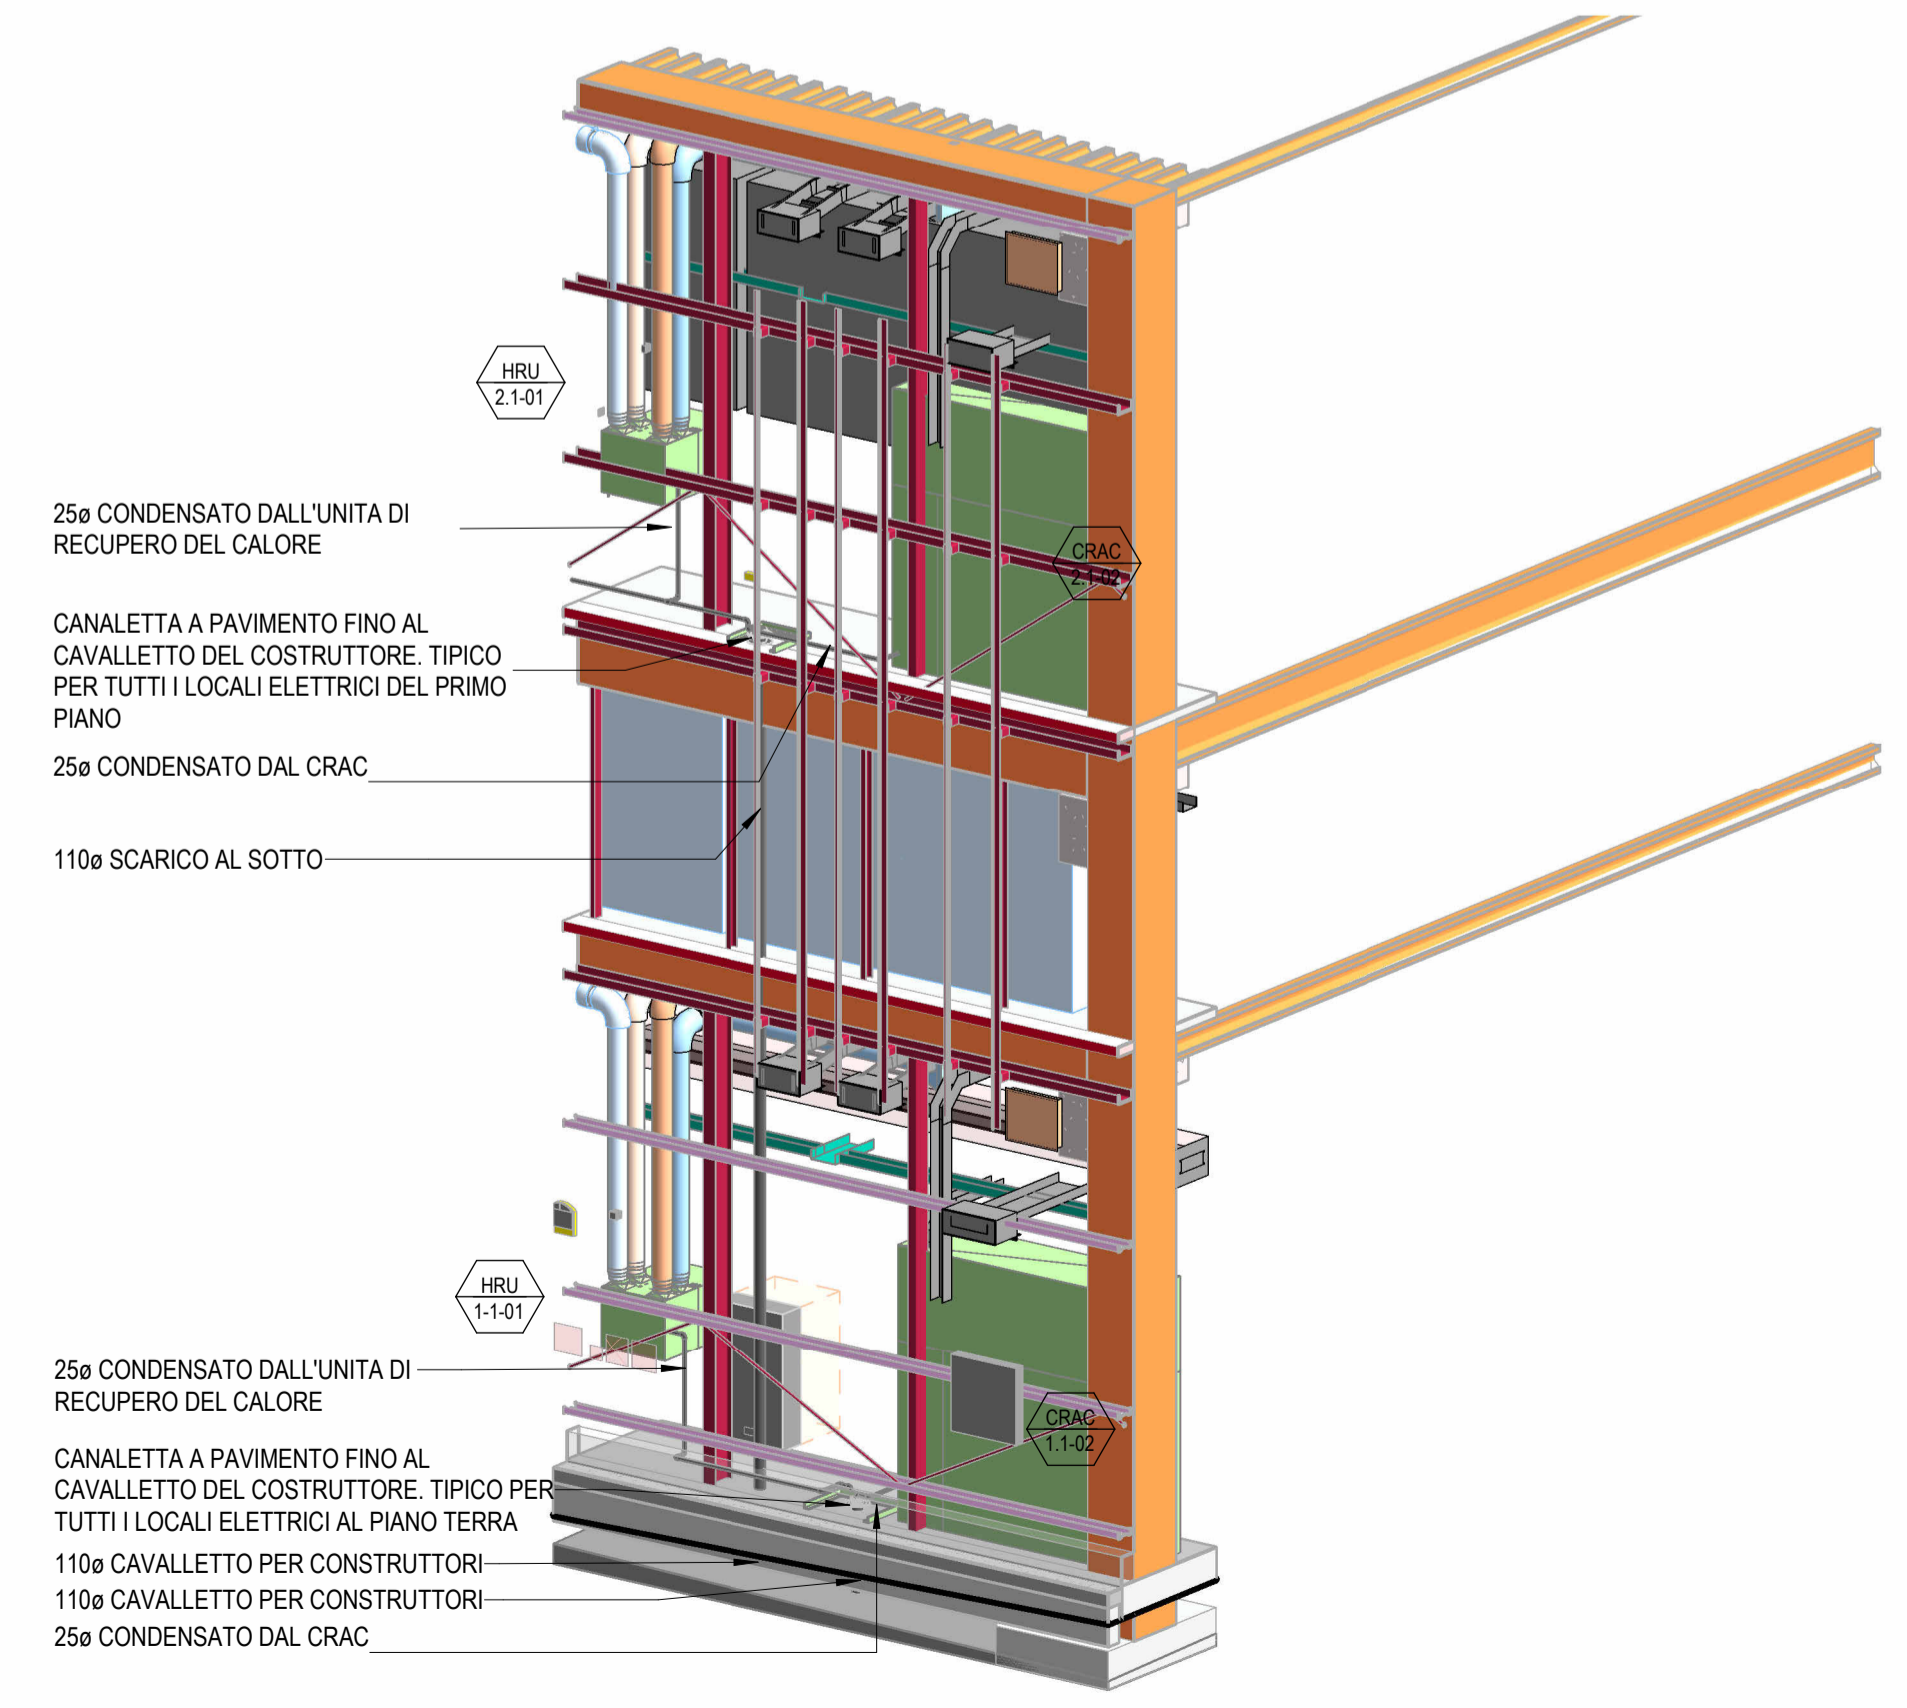 HRU
2.1-01
25ø CONDENSATO DALL'UNITA DI
RECUPERO DEL CALORE
CRAC
2.1-02
CANALETTA A PAVIMENTO FINO AL
CAVALLETTO DEL COSTRUTTORE. TIPICO
PER TUTTI I LOCALI ELETTRICI DEL PRIMO
PIANO
25ø CONDENSATO DAL CRAC
110ø SCARICO AL SOTTO
HRU
1-1-01
25ø CONDENSATO DALL'UNITA DI
RECUPERO DEL CALORE
CRAC
1.1-02
CANALETTA A PAVIMENTO FINO AL
CAVALLETTO DEL COSTRUTTORE. TIPICO PER
TUTTI I LOCALI ELETTRICI AL PIANO TERRA
110ø CAVALLETTO PER CONSTRUTTORI
110ø CAVALLETTO PER CONSTRUTTORI
25ø CONDENSATO DAL CRAC